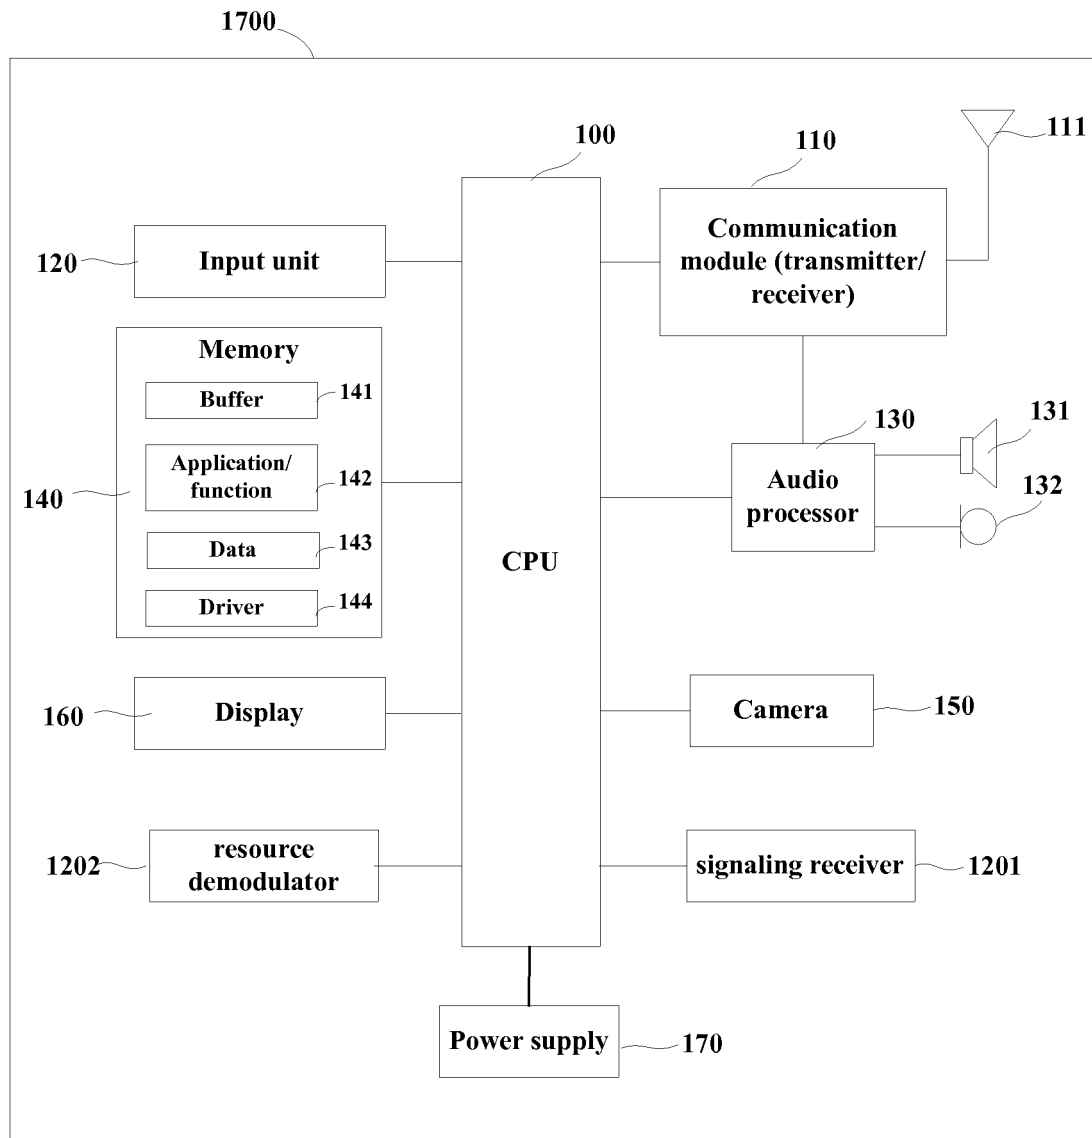 1700
100
110
111
Communication
module (transmitter/
receiver)
120
Input unit
Memory
Buffer
141
Application/
function
142
140
Data
143
Driver
144
CPU
130
Audio
processor
131
132
160
Display
Camera
150
1202
resource
demodulator
signaling receiver
1201
Power supply
170